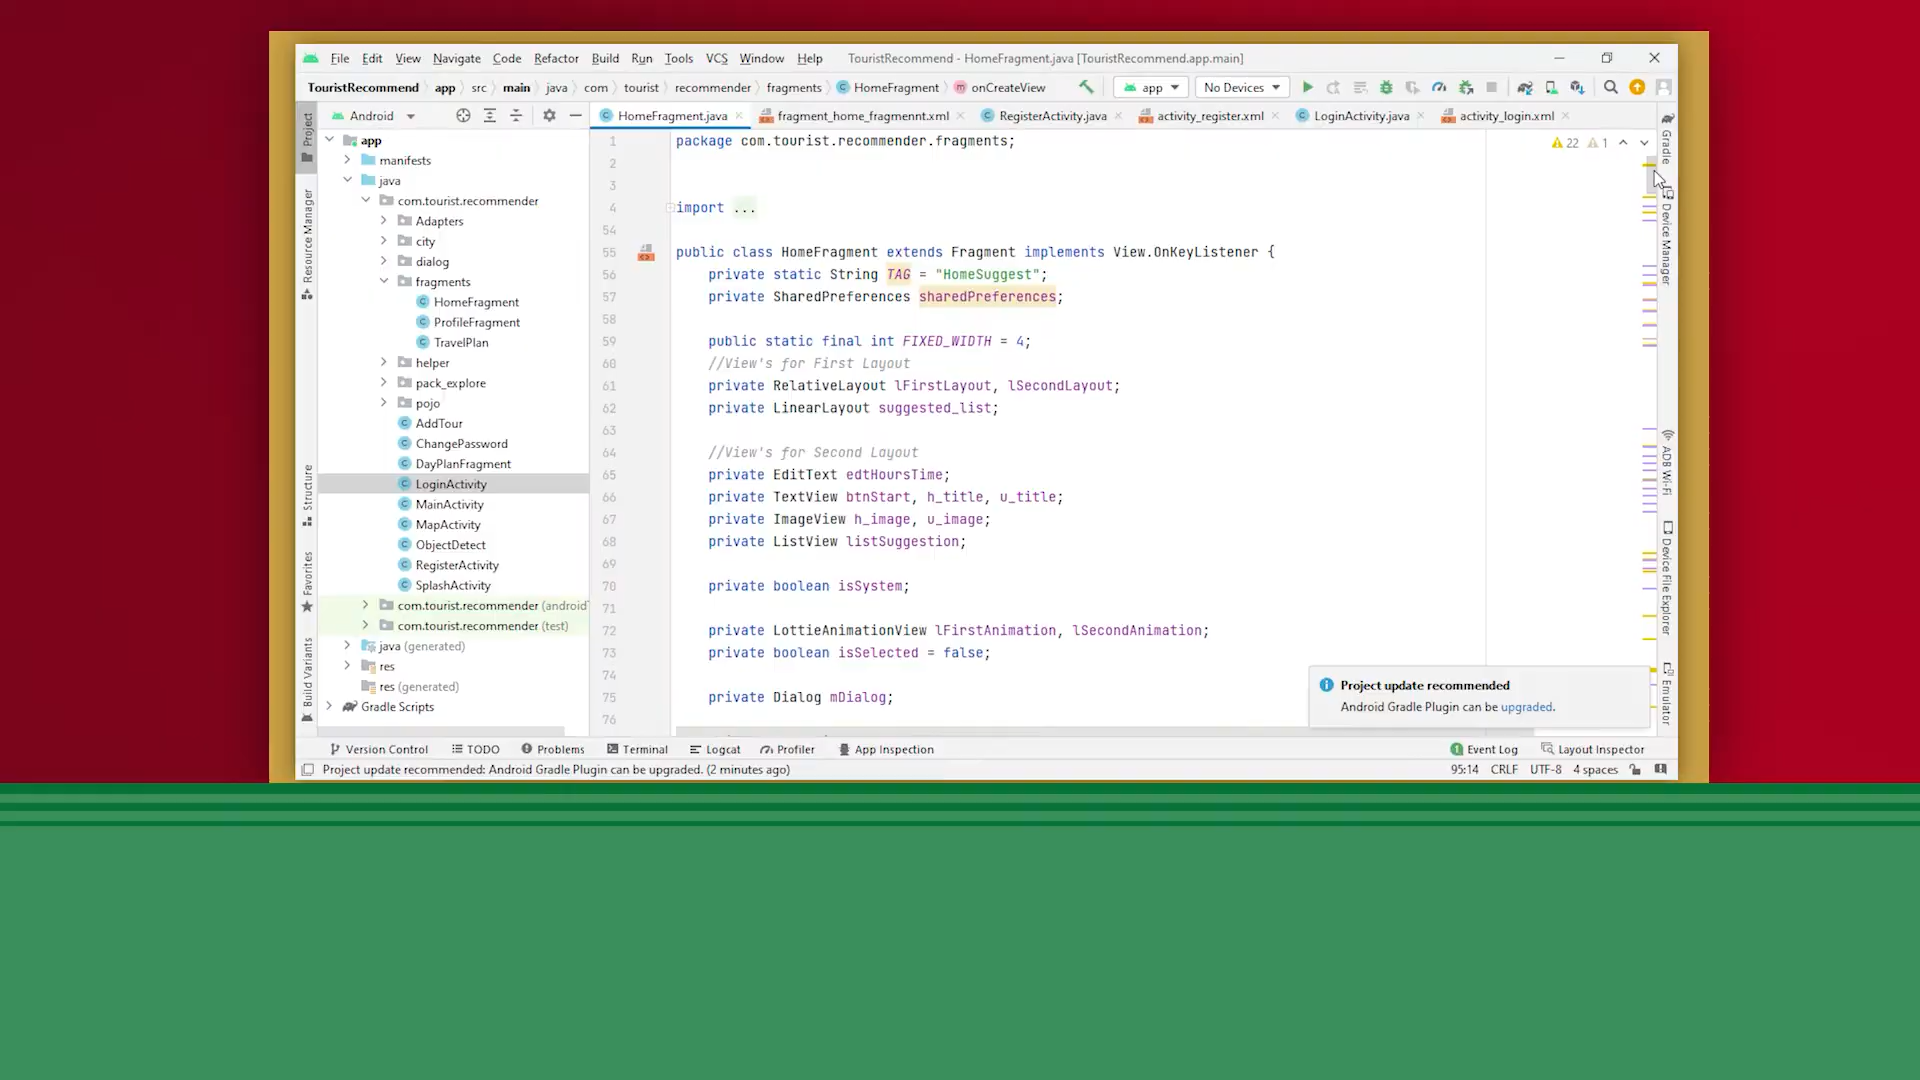 File Edit View Navigate Code Refactor Build Run Tools VCS Window Help TouristRecommend - HomeFragment.java [TouristRecommend.app.main]
TouristRecommend app src main java com tourist recommender fragments HomeFragment onCreateView app No Devices
Project
Android
HomeFragment.java fragment_home_fragmennt.xml RegisterActivity.java activity_register.xml LoginActivity.java activity_login.xml
app
manifests
java
com.tourist.recommender
Adapters
city
dialog
fragments
HomeFragment
ProfileFragment
TravelPlan
helper
pack_explore
pojo
AddTour
ChangePassword
DayPlanFragment
LoginActivity
MainActivity
MapActivity
ObjectDetect
RegisterActivity
SplashActivity
com.tourist.recommender (android
com.tourist.recommender (test)
java (generated)
res
res (generated)
Gradle Scripts
Resource Manager
Structure
Favorites
Build Variants
22 1
1 package com.tourist.recommender.fragments;
2
3
4 import ...
54
55 public class HomeFragment extends Fragment implements View.OnKeyListener {
56 private static String TAG = "HomeSuggest";
57 private SharedPreferences sharedPreferences;
58
59 public static final int FIXED_WIDTH = 4;
60 //View's for First Layout
61 private RelativeLayout lFirstLayout, lSecondLayout;
62 private LinearLayout suggested_list;
63
64 //View's for Second Layout
65 private EditText edtHoursTime;
66 private TextView btnStart, h_title, u_title;
67 private ImageView h_image, u_image;
68 private ListView listSuggestion;
69
70 private boolean isSystem;
71
72 private LottieAnimationView lFirstAnimation, lSecondAnimation;
73 private boolean isSelected = false;
74
75 private Dialog mDialog;
76
Gradle
Device Manager
ADB Wi-Fi
Device File Explorer
Emulator
Project update recommended
Android Gradle Plugin can be upgraded.
Version Control TODO Problems Terminal Logcat Profiler App Inspection 1 Event Log Layout Inspector
Project update recommended: Android Gradle Plugin can be upgraded. (2 minutes ago) 95:14 CRLF UTF-8 4 spaces